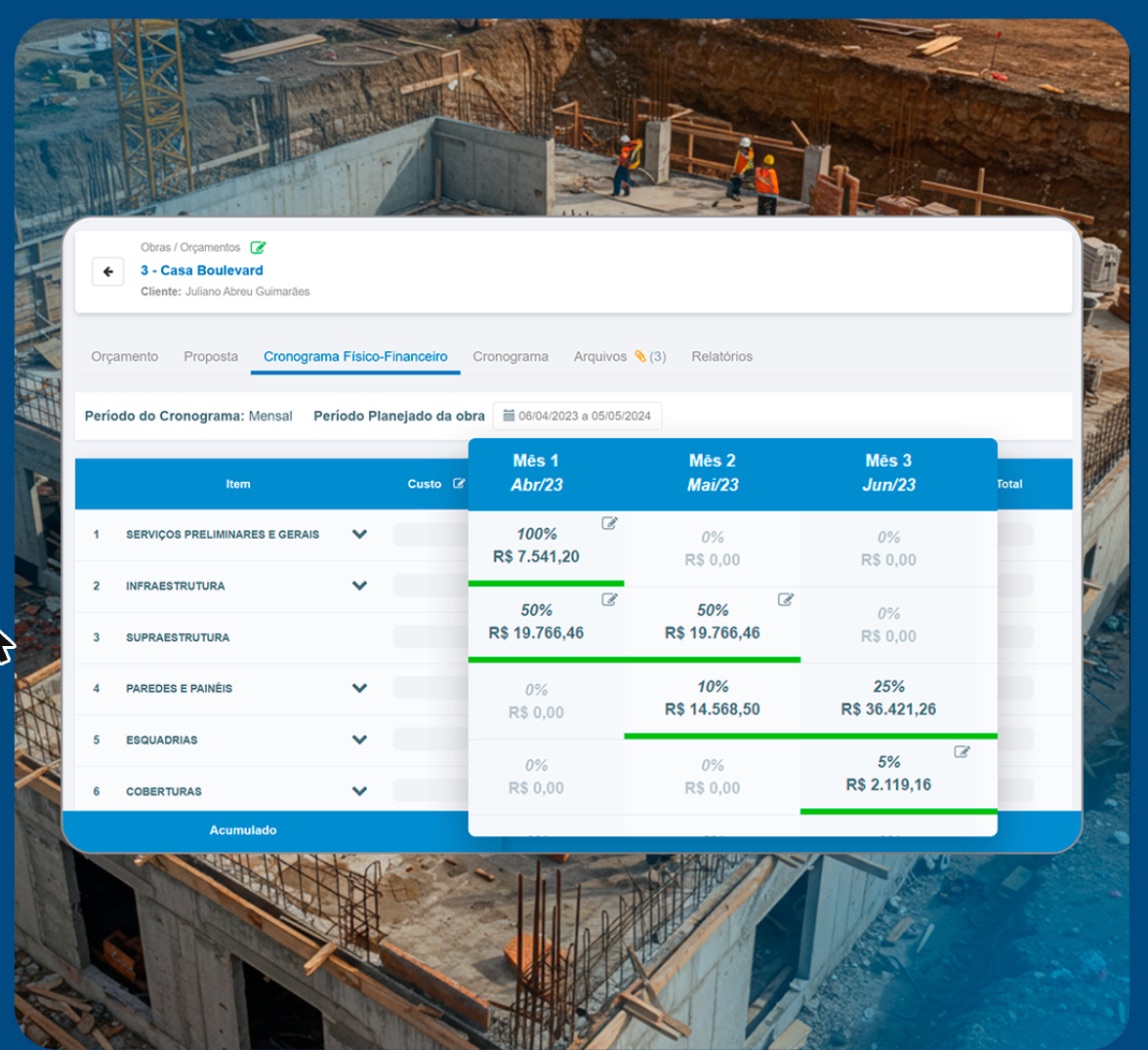 Obras / Orçamentos
3 - Casa Boulevard
Cliente: Juliano Abreu Guimarães
Orçamento Proposta Cronograma Físico-Financeiro Cronograma Arquivos (3) Relatórios
Período do Cronograma: Mensal Período Planejado da obra 06/04/2023 a 05/05/2024
Item Custo Total
Mês 1 Mês 2 Mês 3
Abr/23 Mai/23 Jun/23
1 SERVIÇOS PRELIMINARES E GERAIS
2 INFRAESTRUTURA
3 SUPRAESTRUTURA
4 PAREDES E PAINÉIS
5 ESQUADRIAS
6 COBERTURAS
100% 0% 0%
R$ 7.541,20 R$ 0,00 R$ 0,00
50% 50% 0%
R$ 19.766,46 R$ 19.766,46 R$ 0,00
0% 10% 25%
R$ 0,00 R$ 14.568,50 R$ 36.421,26
0% 0% 5%
R$ 0,00 R$ 0,00 R$ 2.119,16
Acumulado